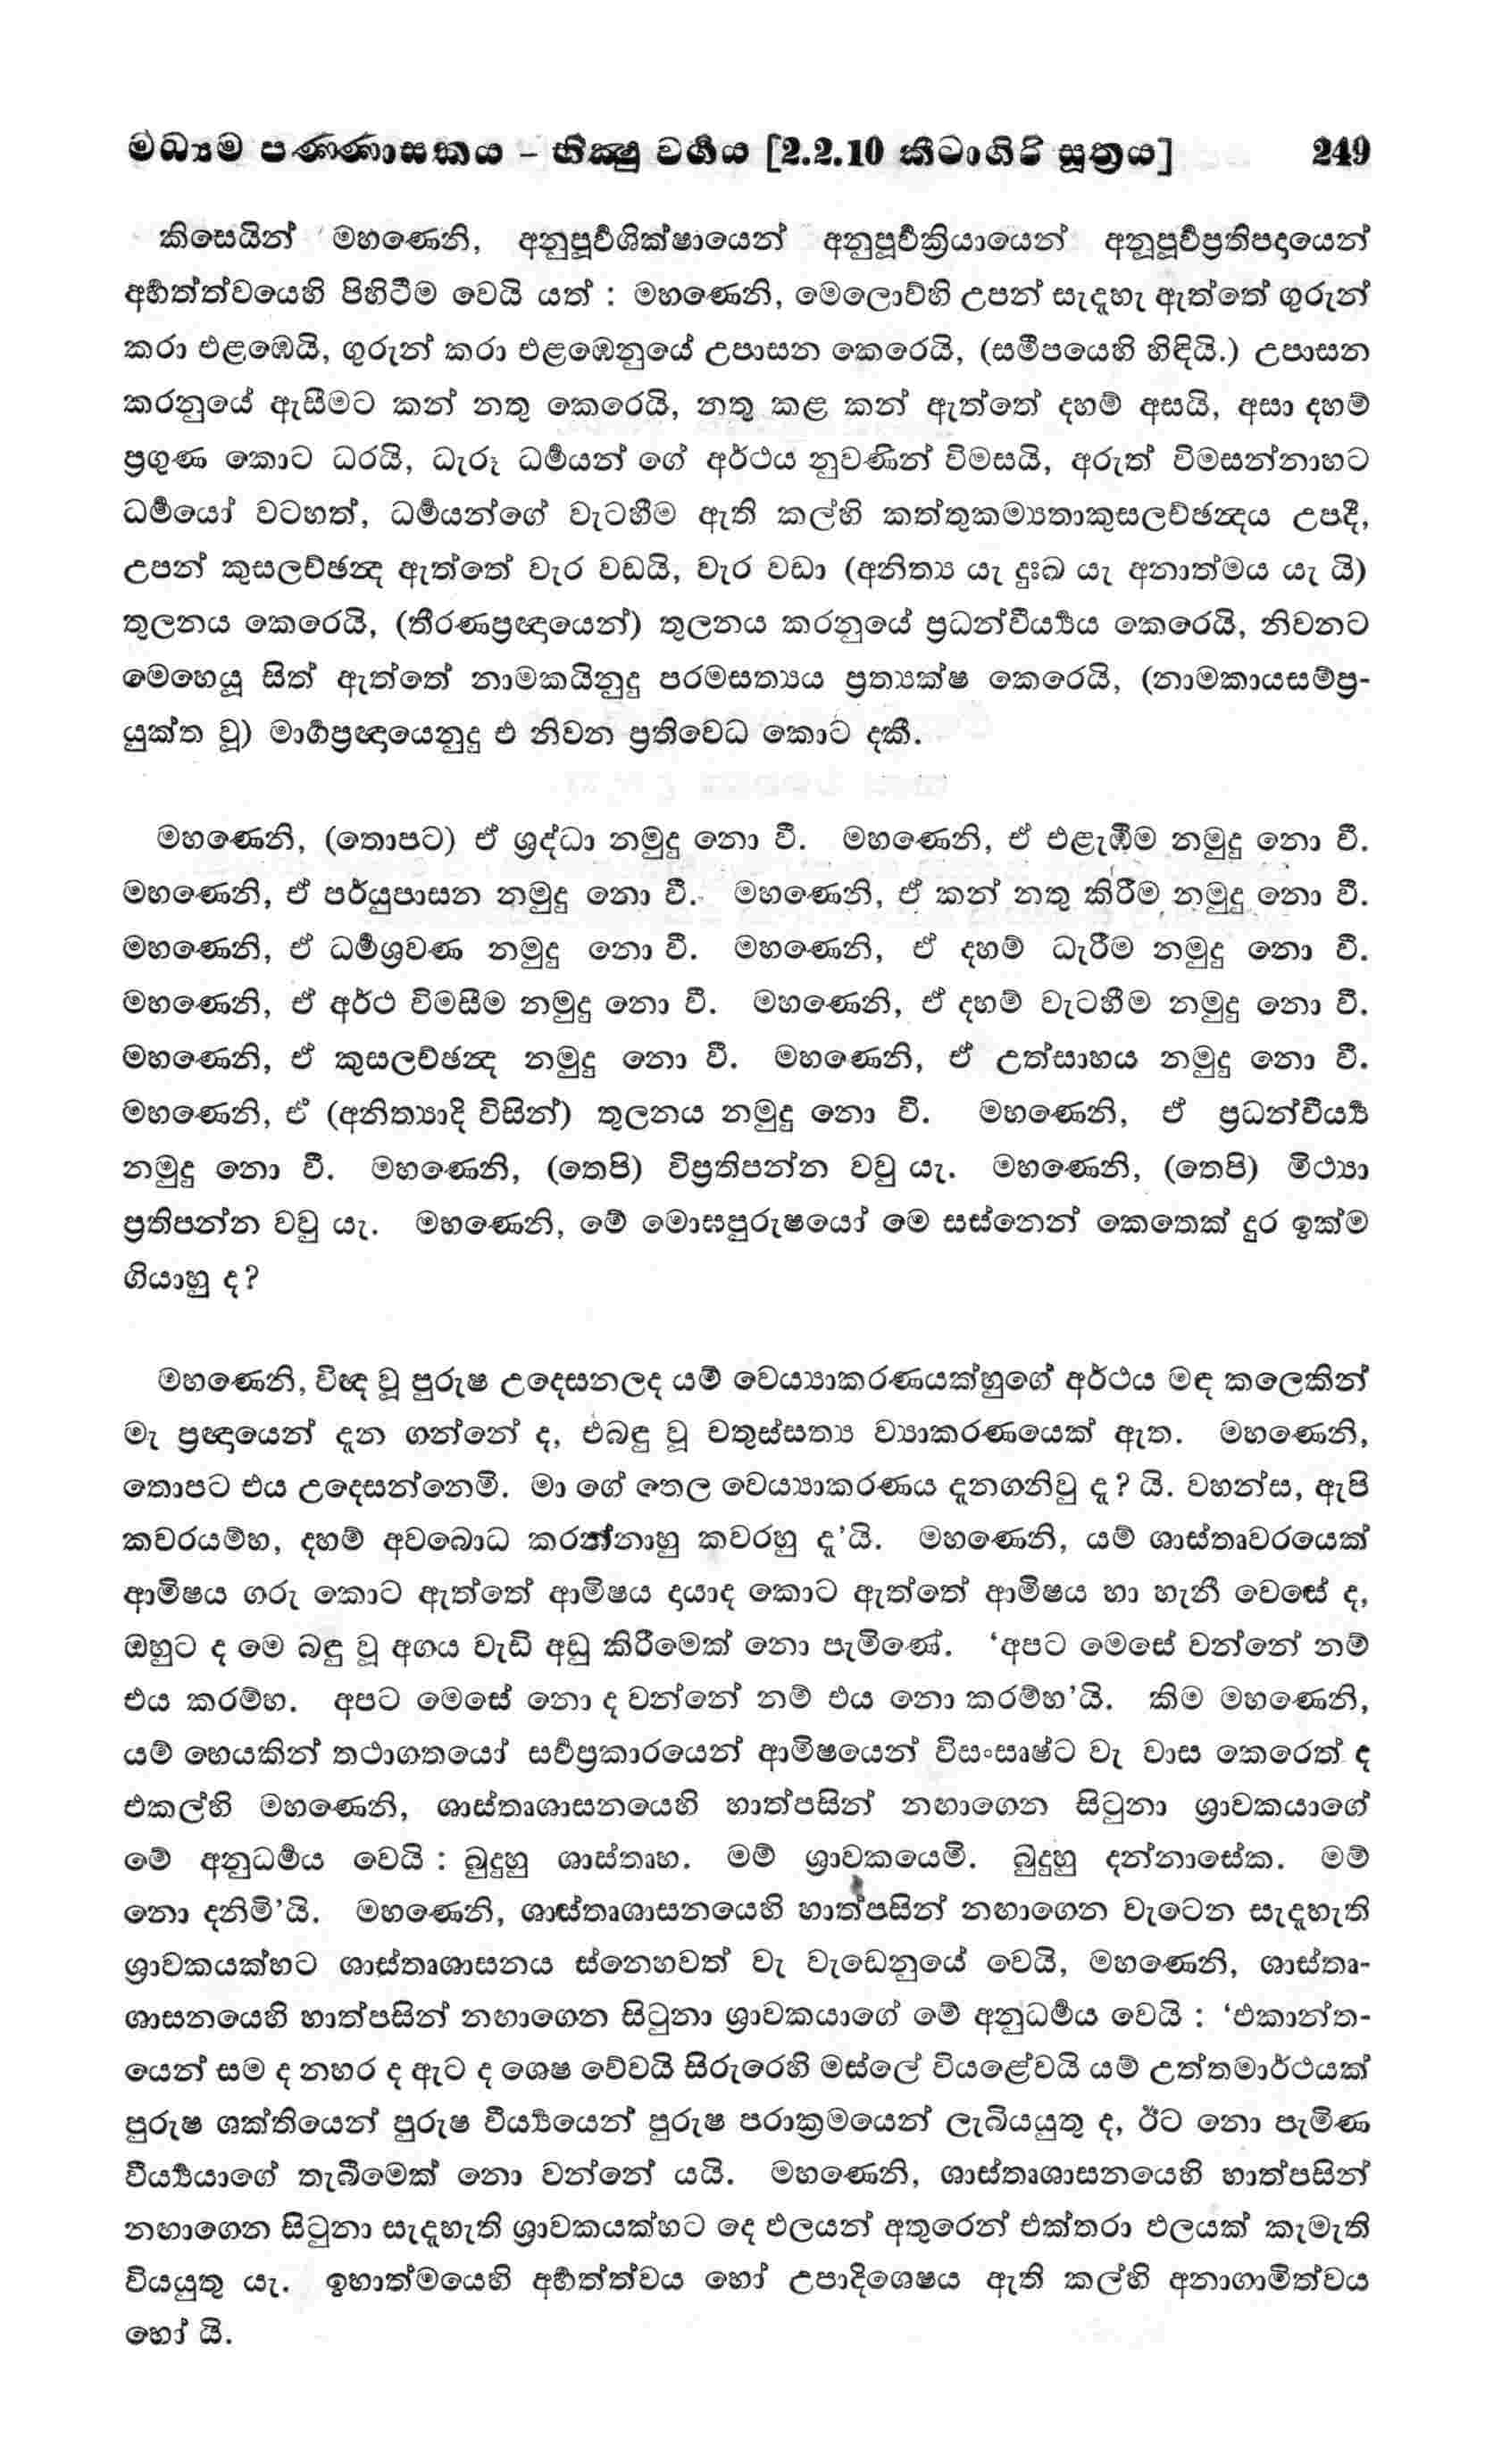 මධ්‍යම පණ්ණාසකය - භික්‍ෂු වර්‍ගය [2.2.10 කීටාගිරි සූත්‍රය] 249
කිසෙයින් මහණෙනි, අනුපූර්‍වශික්ෂායෙන් අනුපූර්‍වක්‍රියායෙන් අනුපූර්‍වප්‍රතිපදායෙන්
අර්‍හත්ත්වයෙහි පිහිටීම වෙයි යත් : මහණෙනි, මෙලොව්හි උපන් සැදූහැ ඇත්තේ ගුරුන්
කරා එළඹෙයි, ගුරුන් කරා එළඹෙනුයේ උපාසන කෙරෙයි, (සමීපයෙහි හිඳියි.) උපාසන
කරනුයේ ඇසීමට කන් නතු කෙරෙයි, නතු කළ කන් ඇත්තේ දහම් අසයි, අසා දහම්
ප්‍රගුණ කොට ධරයි, ධැරූ ධර්‍මයන් ගේ අර්ථය නුවණින් විමසයි, අරුත් විමසන්නාහට
ධර්‍මයෝ වටහත්, ධර්‍මයන්ගේ වැටහීම ඇති කල්හි කත්තුකම්‍යතාකුසලච්ඡන්‍දය උපදී,
උපන් කුසලච්ඡන්‍ද ඇත්තේ වැර වඩයි, වැර වඩා (අනිත්‍ය යැ දුඃඛ යැ අනාත්මය යැ යි)
තුලනය කෙරෙයි, (තීරණප්‍රඥායෙන්) තුලනය කරනුයේ ප්‍රධන්වීර්‍ය්‍යය කෙරෙයි, නිවනට
මෙහෙයූ සිත් ඇත්තේ නාමකයිනුදු පරමසත්‍යය ප්‍රත්‍යක්ෂ කෙරෙයි, (නාමකායසම්ප්‍ර-
යුක්ත වූ) මාර්‍ගප්‍රඥායෙනුදු එ නිවන ප්‍රතිවෙධ කොට දකී.
මහණෙනි, (තොපට) ඒ ශ්‍රද්ධා නමුදු නො වී. මහණෙනි, ඒ එළැඹීම නමුදු නො වී.
මහණෙනි, ඒ පර්යුපාසන නමුදු නො වී. මහණෙනි, ඒ කන් නතු කිරීම නමුදු නො වී.
මහණෙනි, ඒ ධර්‍මශ්‍රවණ නමුදු නො වී. මහණෙනි, ඒ දහම් ධැරීම නමුදු නො වී.
මහණෙනි, ඒ අර්ථ විමසීම නමුදු නො වී. මහණෙනි, ඒ දහම් වැටහීම නමුදු නො වී.
මහණෙනි, ඒ කුසලච්ඡන්‍ද නමුදු නො වී. මහණෙනි, ඒ උත්සාහය නමුදු නො වී.
මහණෙනි, ඒ (අනිත්‍යාදි විසින්) තුලනය නමුදු නො වී. මහණෙනි, ඒ ප්‍රධන්වීර්‍ය්‍ය
නමුදු නො වී. මහණෙනි, (තෙපි) විප්‍රතිපන්න වවු යැ. මහණෙනි, (තෙපි) මිථ්‍යා
ප්‍රතිපන්න වවු යැ. මහණෙනි, මේ මොඝපුරුෂයෝ මෙ සස්නෙන් කෙතෙක් දුර ඉක්ම
ගියාහු ද?
මහණෙනි, විඥ වූ පුරුෂ උදෙසනලද යම් වෙය්‍යාකරණයක්හුගේ අර්ථය මඳ කලෙකින්
මැ ප්‍රඥායෙන් දැන ගන්නේ ද, එබඳු වූ චතුස්සත්‍ය ව්‍යාකරණයෙක් ඇත. මහණෙනි,
තොපට එය උදෙසන්නෙමි. මා ගේ තෙල වෙය්‍යාකරණය දැනගනිවු ද? යි. වහන්ස, ඇපි
කවරයම්හ, දහම් අවබොධ කරන්නාහු කවරහු ද'යි. මහණෙනි, යම් ශාස්තෘවරයෙක්
ආමිෂය ගරු කොට ඇත්තේ ආමිෂය දායාද කොට ඇත්තේ ආමිෂය හා හැනී වෙසේ ද,
ඔහුට ද මෙ බඳු වූ අගය වැඩි අඩු කිරීමෙක් නො පැමිණේ. 'අපට මෙසේ වන්නේ නම්
එය කරම්හ. අපට මෙසේ නො ද වන්නේ නම් එය නො කරම්හ'යි. කිම මහණෙනි,
යම් හෙයකින් තථාගතයෝ සර්‍වප්‍රකාරයෙන් ආමිෂයෙන් විසංසෘෂ්ට වැ වාස කෙරෙත් ද
එකල්හි මහණෙනි, ශාස්තෘශාසනයෙහි හාත්පසින් නඟාගෙන සිටුනා ශ්‍රාවකයාගේ
මේ අනුධර්‍මය වෙයි : බුදුහු ශාස්තෘහ. මම් ශ්‍රාවකයෙමි. බුදුහු දන්නාසේක. මම්
නො දනිමි'යි. මහණෙනි, ශාස්තෘශාසනයෙහි හාත්පසින් නඟාගෙන වැටෙන සැදැහැති
ශ්‍රාවකයක්හට ශාස්තෘශාසනය ස්නෙහවත් වැ වැඩෙනුයේ වෙයි, මහණෙනි, ශාස්තෘ-
ශාසනයෙහි හාත්පසින් නඟාගෙන සිටුනා ශ්‍රාවකයාගේ මේ අනුධර්‍මය වෙයි : 'එකාන්ත-
යෙන් සම ද නහර ද ඇට ද ශෙෂ වේවයි සිරුරෙහි මස්ලේ වියළේවයි යම් උත්තමාර්ථයක්
පුරුෂ ශක්තියෙන් පුරුෂ වීර්‍ය්‍යයෙන් පුරුෂ පරාක්‍රමයෙන් ලැබියයුතු ද, ඊට නො පැමිණ
වීර්‍ය්‍යයාගේ තැබීමෙක් නො වන්නේ යයි. මහණෙනි, ශාස්තෘශාසනයෙහි හාත්පසින්
නඟාගෙන සිටුනා සැදැහැති ශ්‍රාවකයක්හට දෙ ඵලයන් අතුරෙන් එක්තරා ඵලයක් කැමැති
වියයුතු යැ. ඉහාත්මයෙහි අර්‍හත්ත්වය හෝ උපාදිශෙෂය ඇති කල්හි අනාගාමිත්වය
හෝ යි.